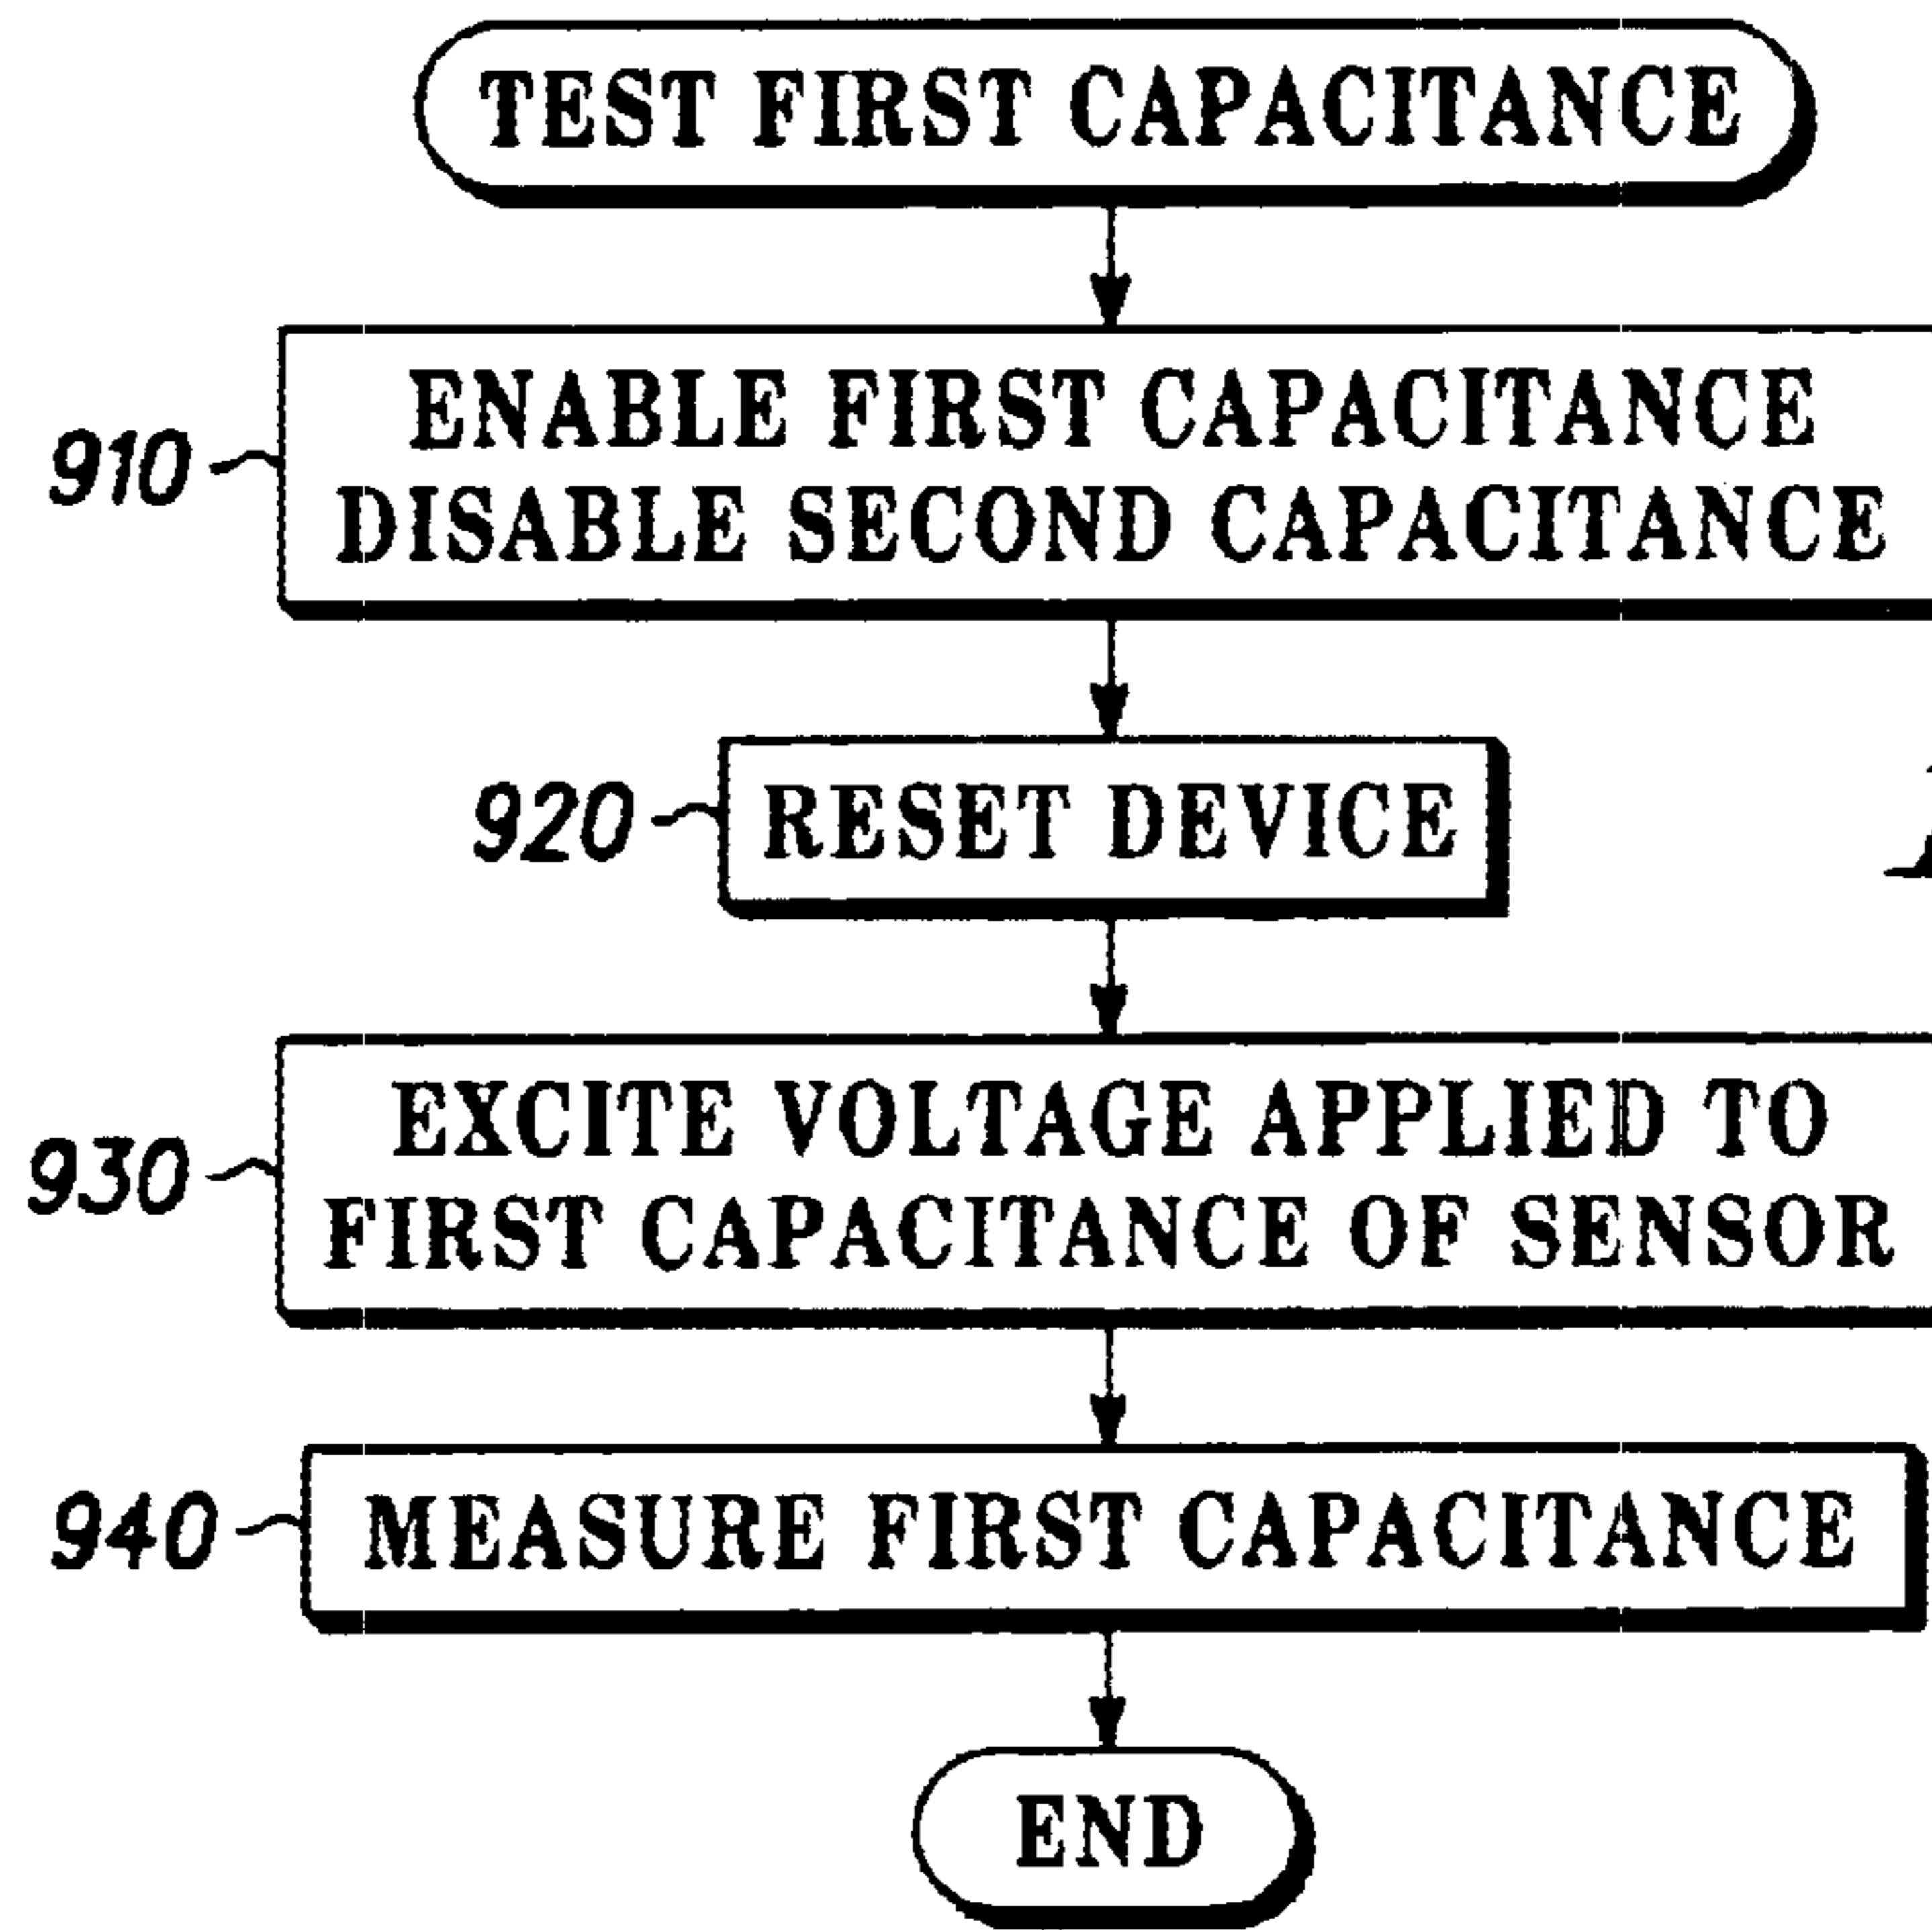 TEST FIRST CAPACITANCE
910
ENABLE FIRST CAPACITANCE
DISABLE SECOND CAPACITANCE
920
RESET DEVICE
930
EXCITE VOLTAGE APPLIED TO
FIRST CAPACITANCE OF SENSOR
940
MEASURE FIRST CAPACITANCE
END